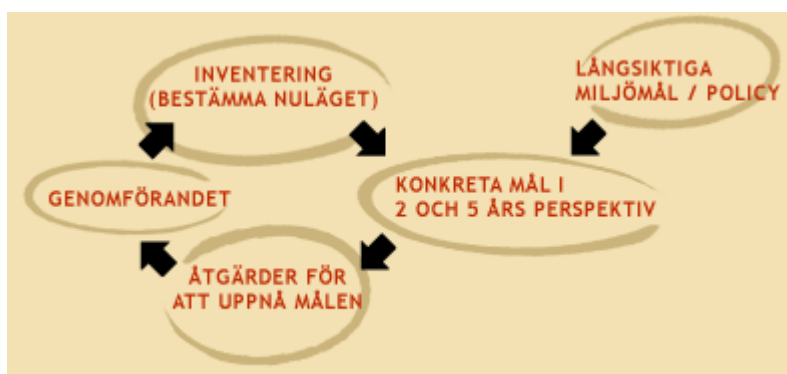 INVENTERING
(BESTÄMMA NULÄGET)
LÅNGSIKTIGA
MILJÖMÅL / POLICY
GENOMFÖRANDET
KONKRETA MÅL I
2 OCH 5 ÅRS PERSPEKTIV
ÅTGÄRDER FÖR
ATT UPPNÅ MÅLEN